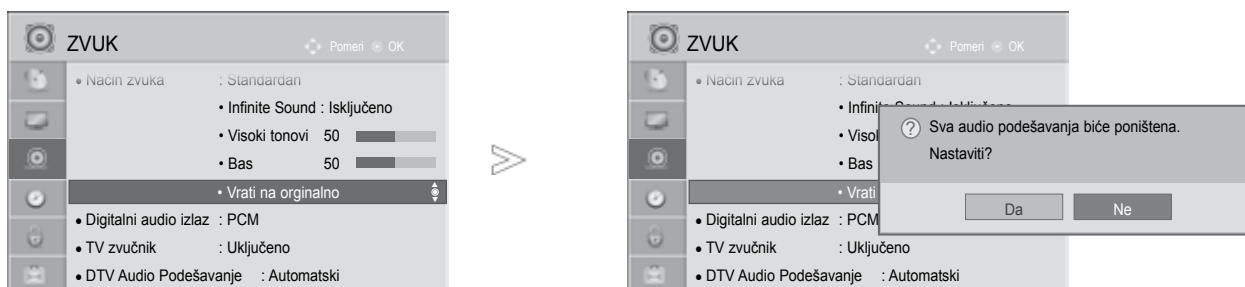 ZVUK
Pomeri OK
• Način zvuka : Standardan
• Infinite Sound : Isključeno
• Visoki tonovi 50
• Bas 50
• Vrati na orginalno
• Digitalni audio izlaz : PCM
• TV zvučnik : Uključeno
• DTV Audio Podešavanje : Automatski
ZVUK
Pomeri OK
• Način zvuka : Standardan
• Infinite Sound : Isključeno
• Visoki
• Bas
• Vrati
• Digitalni audio izlaz : PCM
• TV zvučnik : Uključeno
• DTV Audio Podešavanje : Automatski
? Sva audio podešavanja biće poništena.
Nastaviti?
Da Ne